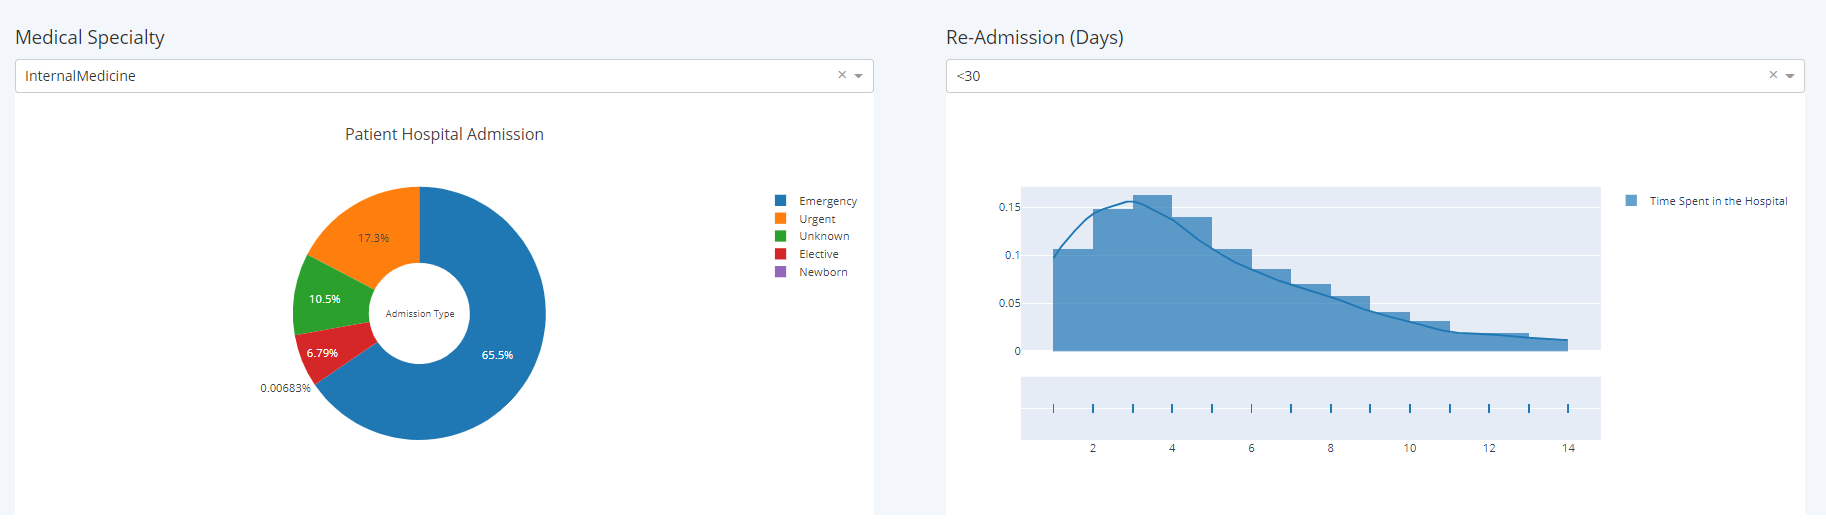 Medical Specialty
InternalMedicine
Patient Hospital Admission
Emergency
Urgent
Unknown
Elective
Newborn
17.3%
10.5%
Admission Type
6.79%
65.5%
0.00683%
Re-Admission (Days)
<30
Time Spent in the Hospital
0.15
0.1
0.05
0
2 4 6 8 10 12 14